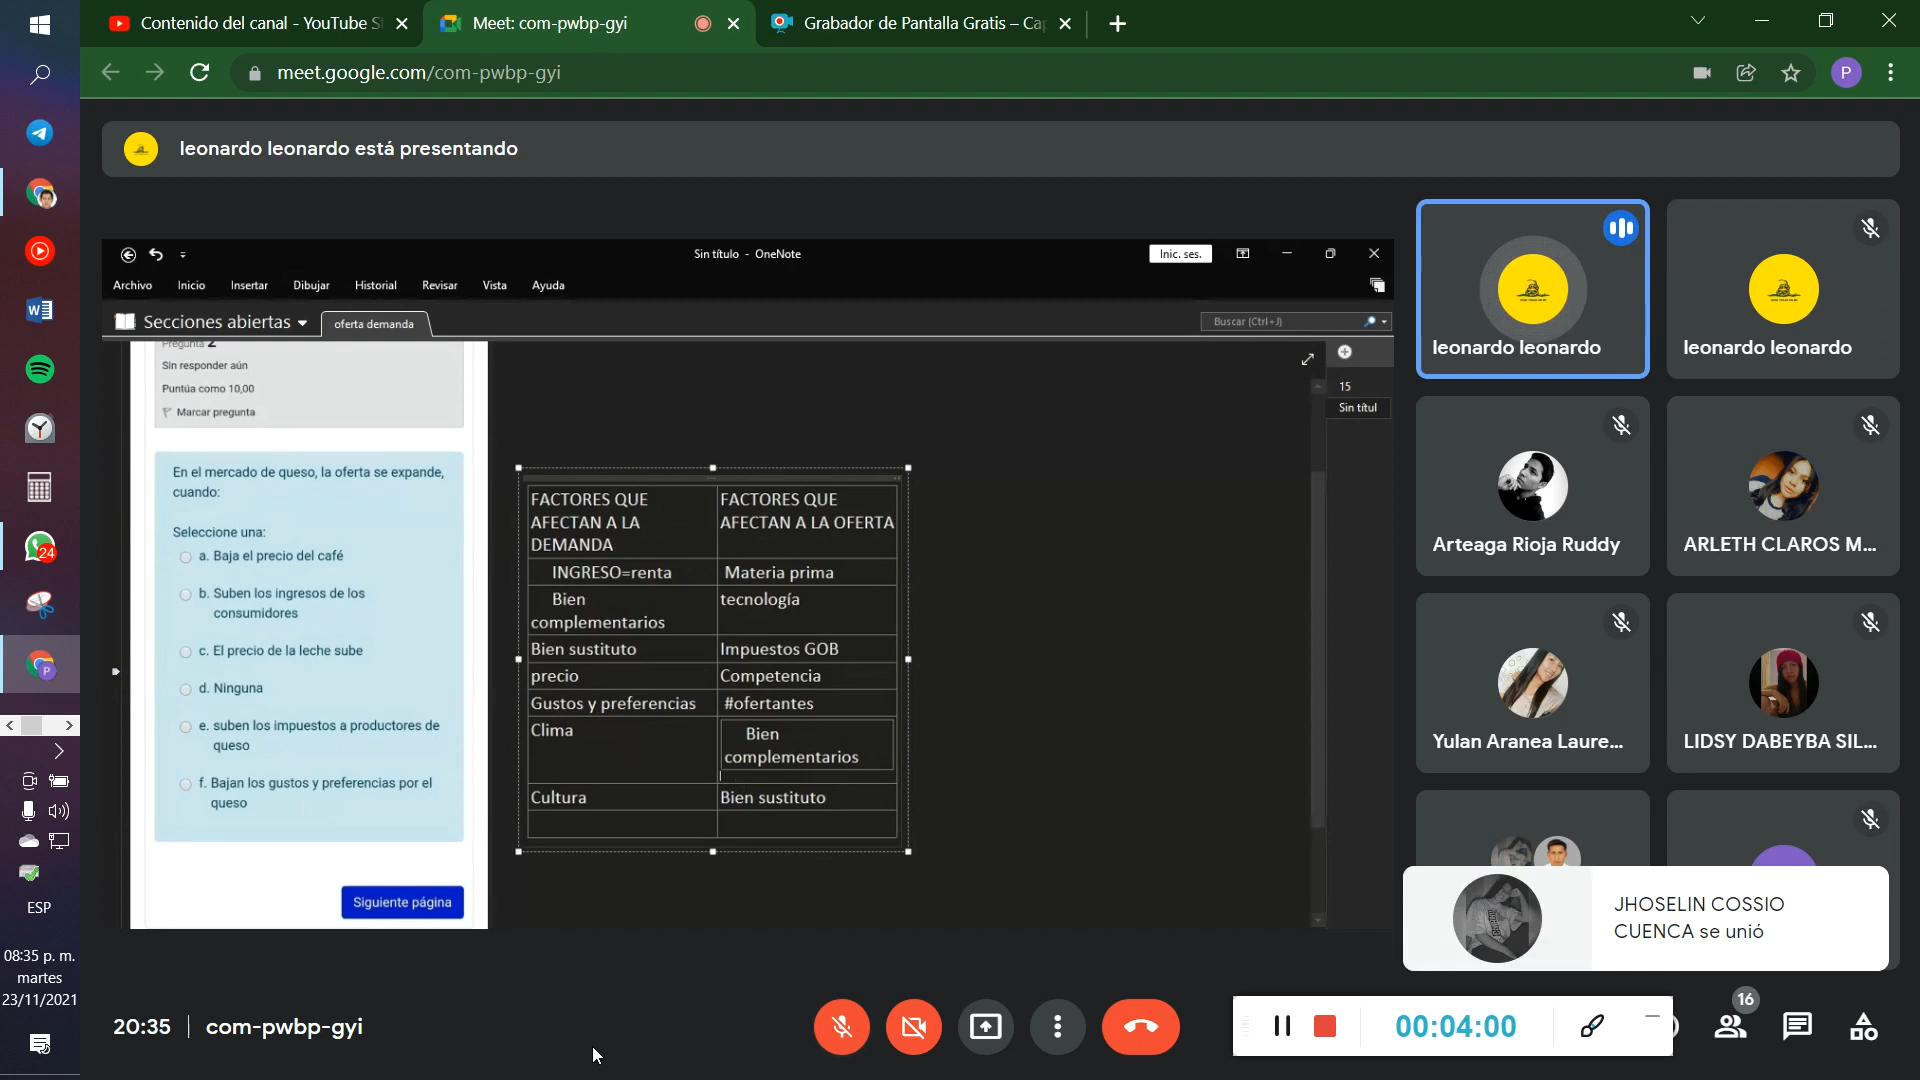 Contenido del canal - YouTube S
Meet: com-pwbp-gyi
Grabador de Pantalla Gratis – Ca
meet.google.com/com-pwbp-gyi
P
leonardo leonardo está presentando
Sin título - OneNote
Inic. ses.
Archivo Inicio Insertar Dibujar Historial Revisar Vista Ayuda
Secciones abiertas
oferta demanda
Buscar (Ctrl+J)
15
Sin títul
Pregunta 2
Sin responder aún
Puntúa como 10,00
Marcar pregunta
En el mercado de queso, la oferta se expande,
cuando:
Seleccione una:
a. Baja el precio del café
b. Suben los ingresos de los
consumidores
c. El precio de la leche sube
d. Ninguna
e. suben los impuestos a productores de
queso
f. Bajan los gustos y preferencias por el
queso
Siguiente página
FACTORES QUE
AFECTAN A LA
DEMANDA
FACTORES QUE
AFECTAN A LA OFERTA
INGRESO=renta
Materia prima
Bien
complementarios
tecnología
Bien sustituto
Impuestos GOB
precio
Competencia
Gustos y preferencias
#ofertantes
Clima
Bien
complementarios
Cultura
Bien sustituto
leonardo leonardo
leonardo leonardo
Arteaga Rioja Ruddy
ARLETH CLAROS M...
Yulan Aranea Laure...
LIDSY DABEYBA SIL...
JHOSELIN COSSIO
CUENCA se unió
24
P
ESP
08:35 p. m.
martes
23/11/2021
20:35
com-pwbp-gyi
00:04:00
16